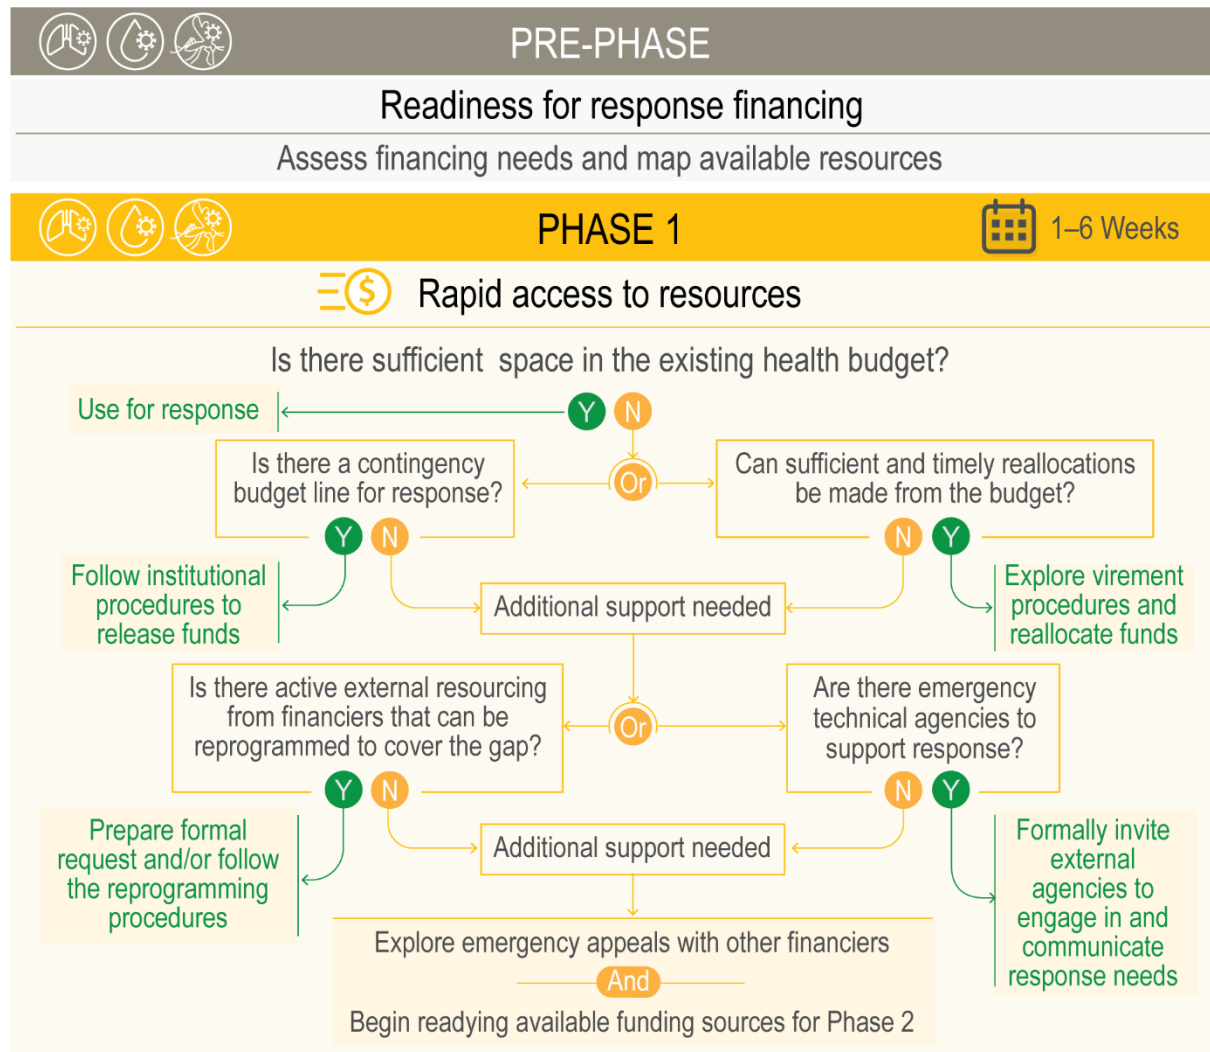 PRE-PHASE
Readiness for response financing
Assess financing needs and map available resources
PHASE 1
1–6 Weeks
$
Rapid access to resources
Is there sufficient space in the existing health budget?
Use for response
Y
N
Is there a contingency
budget line for response?
Y
N
Or
Can sufficient and timely reallocations
be made from the budget?
N
Y
Follow institutional
procedures to
release funds
Additional support needed
Explore virement
procedures and
reallocate funds
Is there active external resourcing
from financiers that can be
reprogrammed to cover the gap?
Y
N
Or
Are there emergency
technical agencies to
support response?
N
Y
Prepare formal
request and/or follow
the reprogramming
procedures
Additional support needed
Formally invite
external
agencies to
engage in and
communicate
response needs
Explore emergency appeals with other financiers
And
Begin readying available funding sources for Phase 2